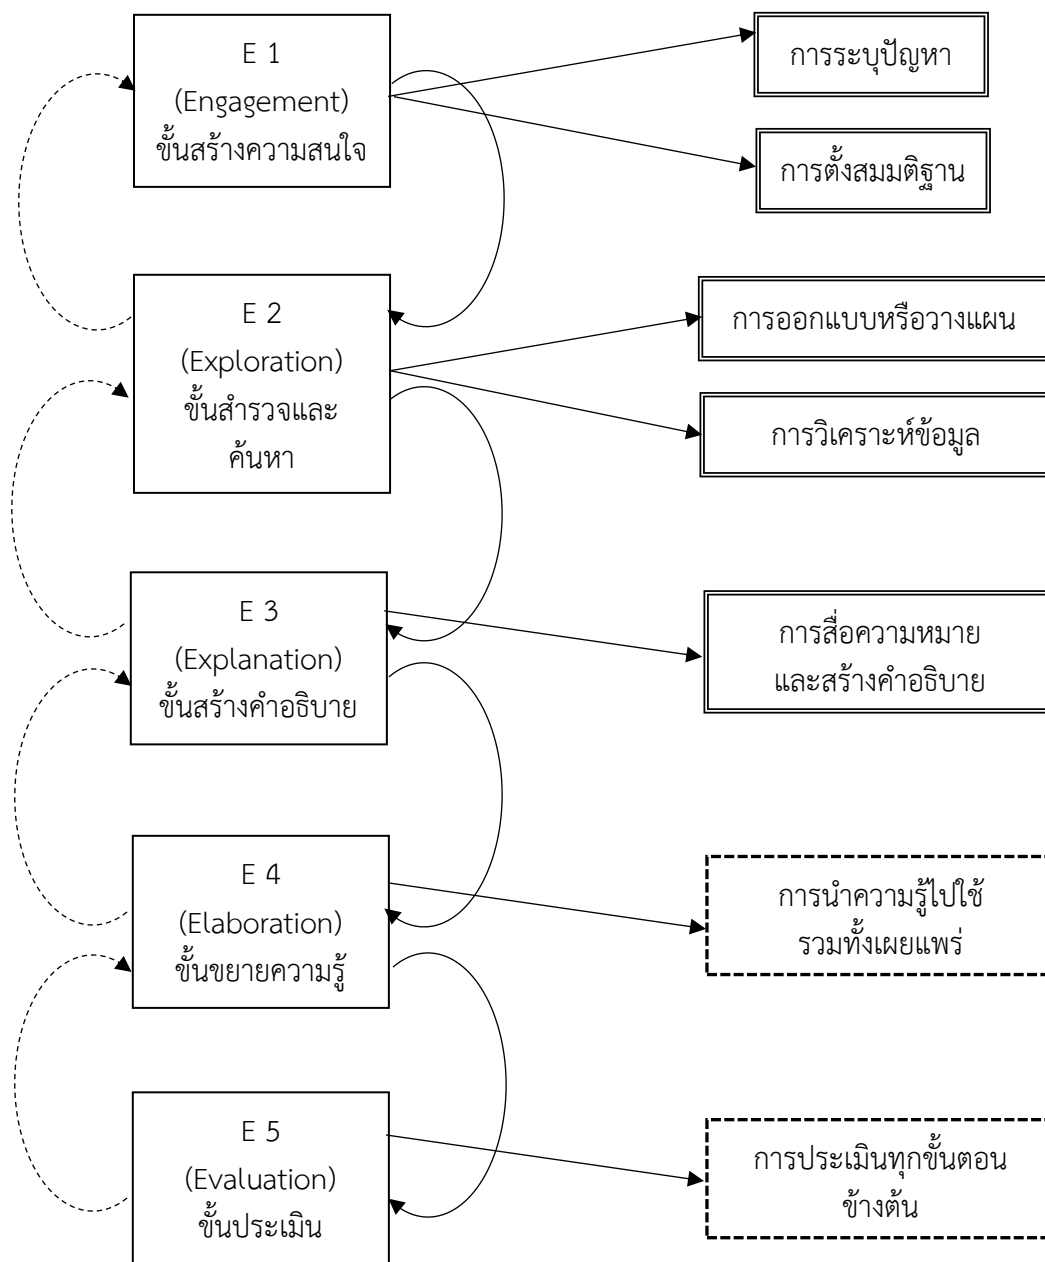 E 1
(Engagement)
ขั้นสร้างความสนใจ
การระบุปัญหา
การตั้งสมมติฐาน
E 2
(Exploration)
ขั้นสำรวจและ
ค้นหา
การออกแบบหรือวางแผน
การวิเคราะห์ข้อมูล
E 3
(Explanation)
ขั้นสร้างคำอธิบาย
การสื่อความหมาย
และสร้างคำอธิบาย
E 4
(Elaboration)
ขั้นขยายความรู้
การนำความรู้ไปใช้
รวมทั้งเผยแพร่
E 5
(Evaluation)
ขั้นประเมิน
การประเมินทุกขั้นตอน
ข้างต้น